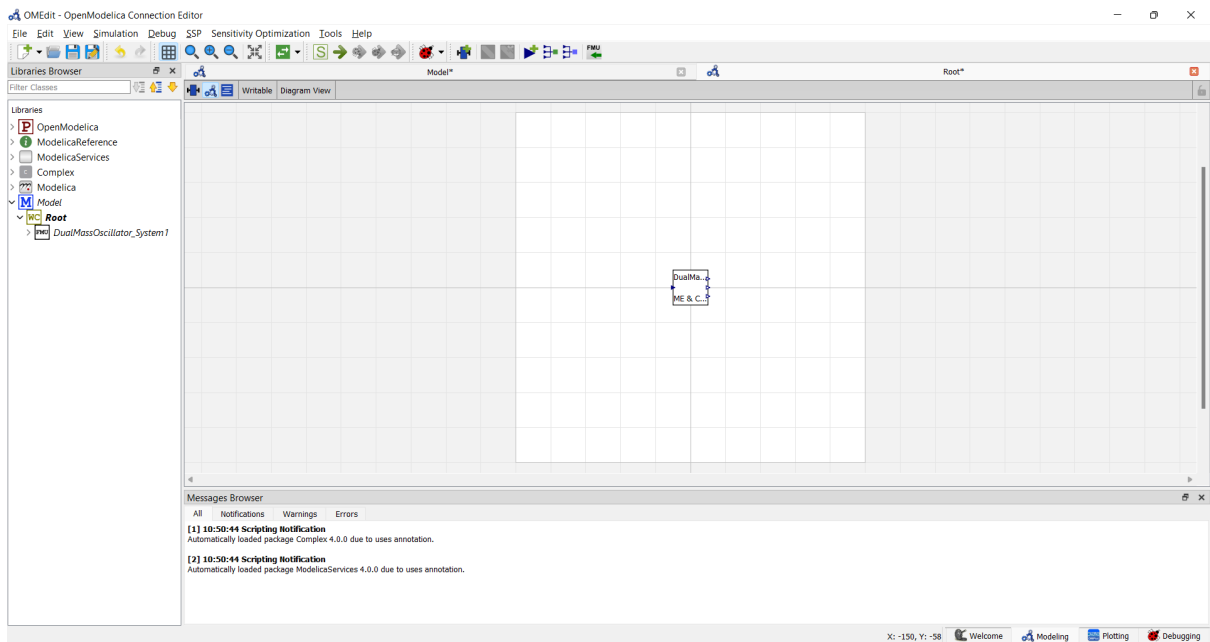 OMEdit - OpenModelica Connection Editor
File Edit View Simulation Debug SSP Sensitivity Optimization Tools Help
S
FMU
Libraries Browser
Model*
Root*
Filter Classes
Writable
Diagram View
Libraries
P OpenModelica
i ModelicaReference
ModelicaServices
C Complex
Modelica
M Model
WC Root
FMU DualMassOscillator_System1
DualMa...
ME & C...
Messages Browser
All Notifications Warnings Errors
[1] 10:50:44 Scripting Notification
Automatically loaded package Complex 4.0.0 due to uses annotation.
[2] 10:50:44 Scripting Notification
Automatically loaded package ModelicaServices 4.0.0 due to uses annotation.
X: -150, Y: -58 Welcome Modeling Plotting Debugging